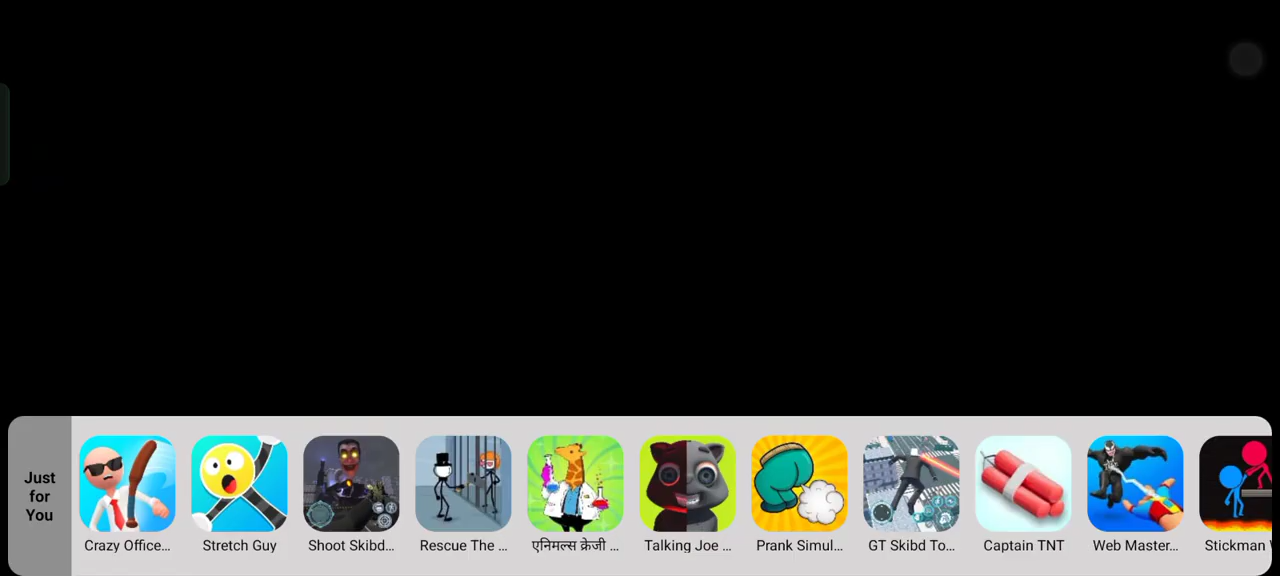 Just
for
You
Crazy Office...
Stretch Guy
Shoot Skibd...
Rescue The ...
एनिमल्स क्रेजी ...
Talking Joe ...
Prank Simul...
GT Skibd To...
Captain TNT
Web Master...
Stickman